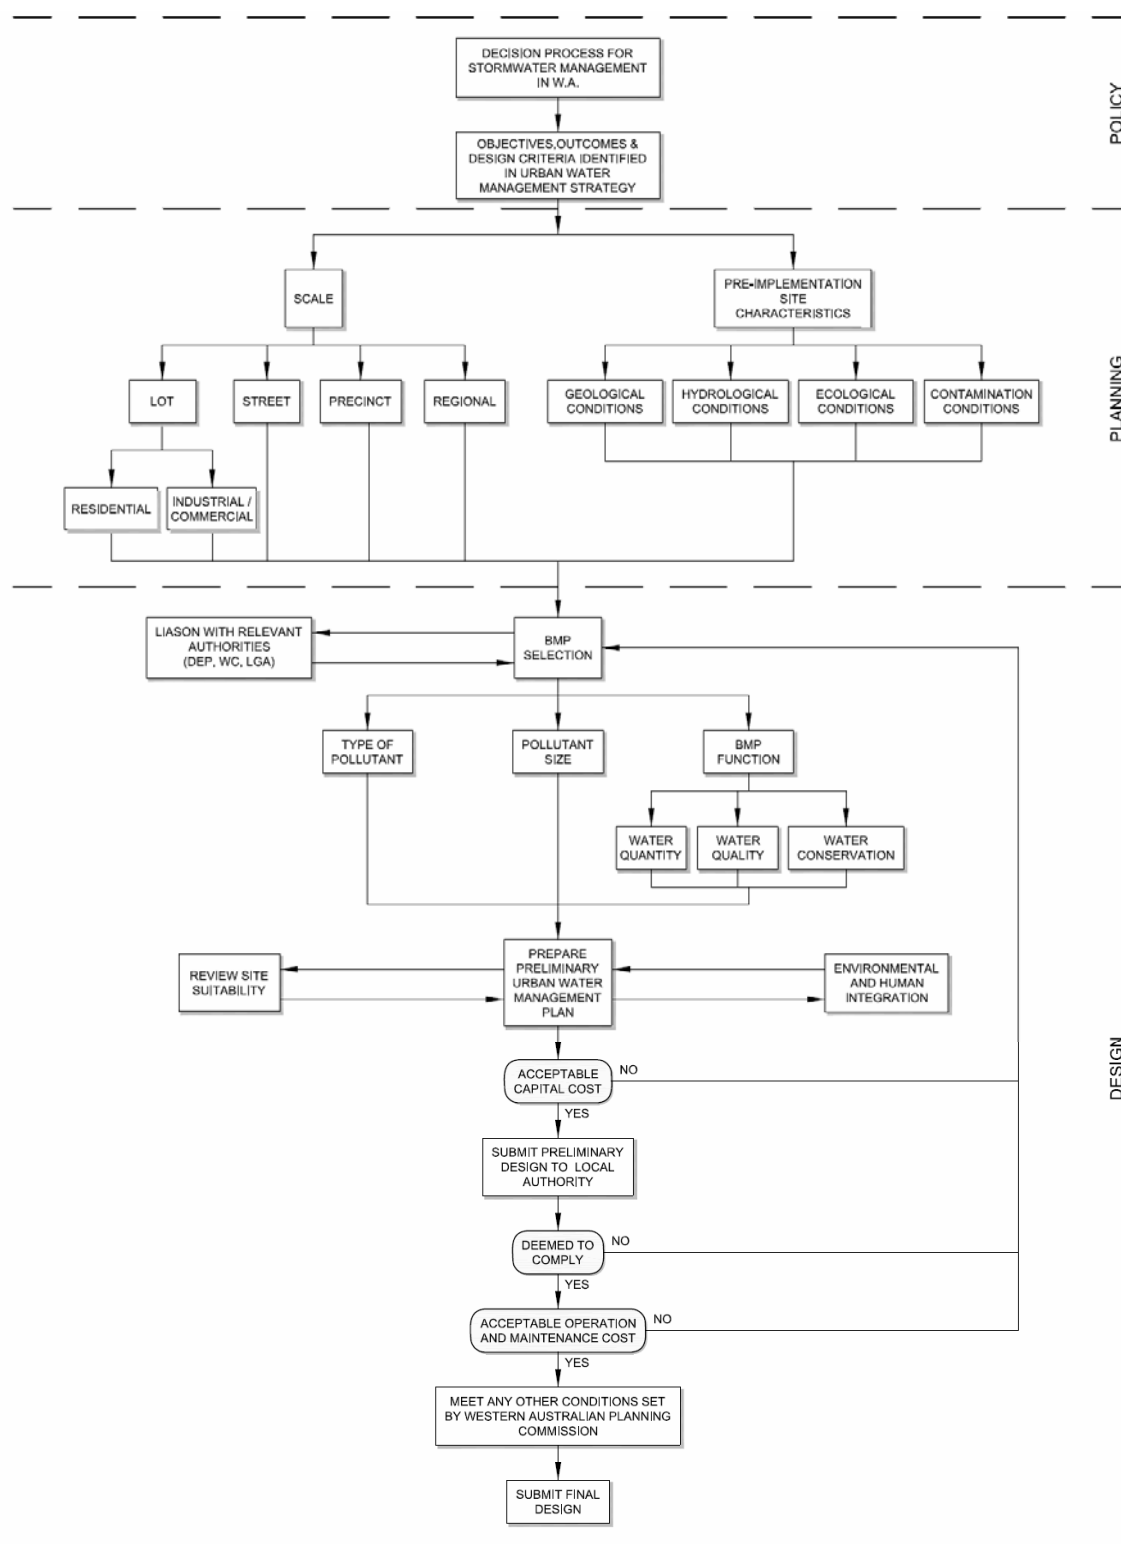 DECISION PROCESS FOR
STORMWATER MANAGEMENT
IN W.A.
POLICY
OBJECTIVES,OUTCOMES &
DESIGN CRITERIA IDENTIFIED
IN URBAN WATER
MANAGEMENT STRATEGY
SCALE
PRE-IMPLEMENTATION
SITE
CHARACTERISTICS
PLANNING
LOT
STREET
PRECINCT
REGIONAL
GEOLOGICAL
CONDITIONS
HYDROLOGICAL
CONDITIONS
ECOLOGICAL
CONDITIONS
CONTAMINATION
CONDITIONS
RESIDENTIAL
INDUSTRIAL /
COMMERCIAL
LIASON WITH RELEVANT
AUTHORITIES
(DEP, WC, LGA)
BMP
SELECTION
TYPE OF
POLLUTANT
POLLUTANT
SIZE
BMP
FUNCTION
WATER
QUANTITY
WATER
QUALITY
WATER
CONSERVATION
REVIEW SITE
SUITABILITY
PREPARE
PRELIMINARY
URBAN WATER
MANAGEMENT
PLAN
ENVIRONMENTAL
AND HUMAN
INTEGRATION
DESIGN
ACCEPTABLE
CAPITAL COST
NO
YES
SUBMIT PRELIMINARY
DESIGN TO LOCAL
AUTHORITY
DEEMED TO
COMPLY
NO
YES
ACCEPTABLE OPERATION
AND MAINTENANCE COST
NO
YES
MEET ANY OTHER CONDITIONS SET
BY WESTERN AUSTRALIAN PLANNING
COMMISSION
SUBMIT FINAL
DESIGN